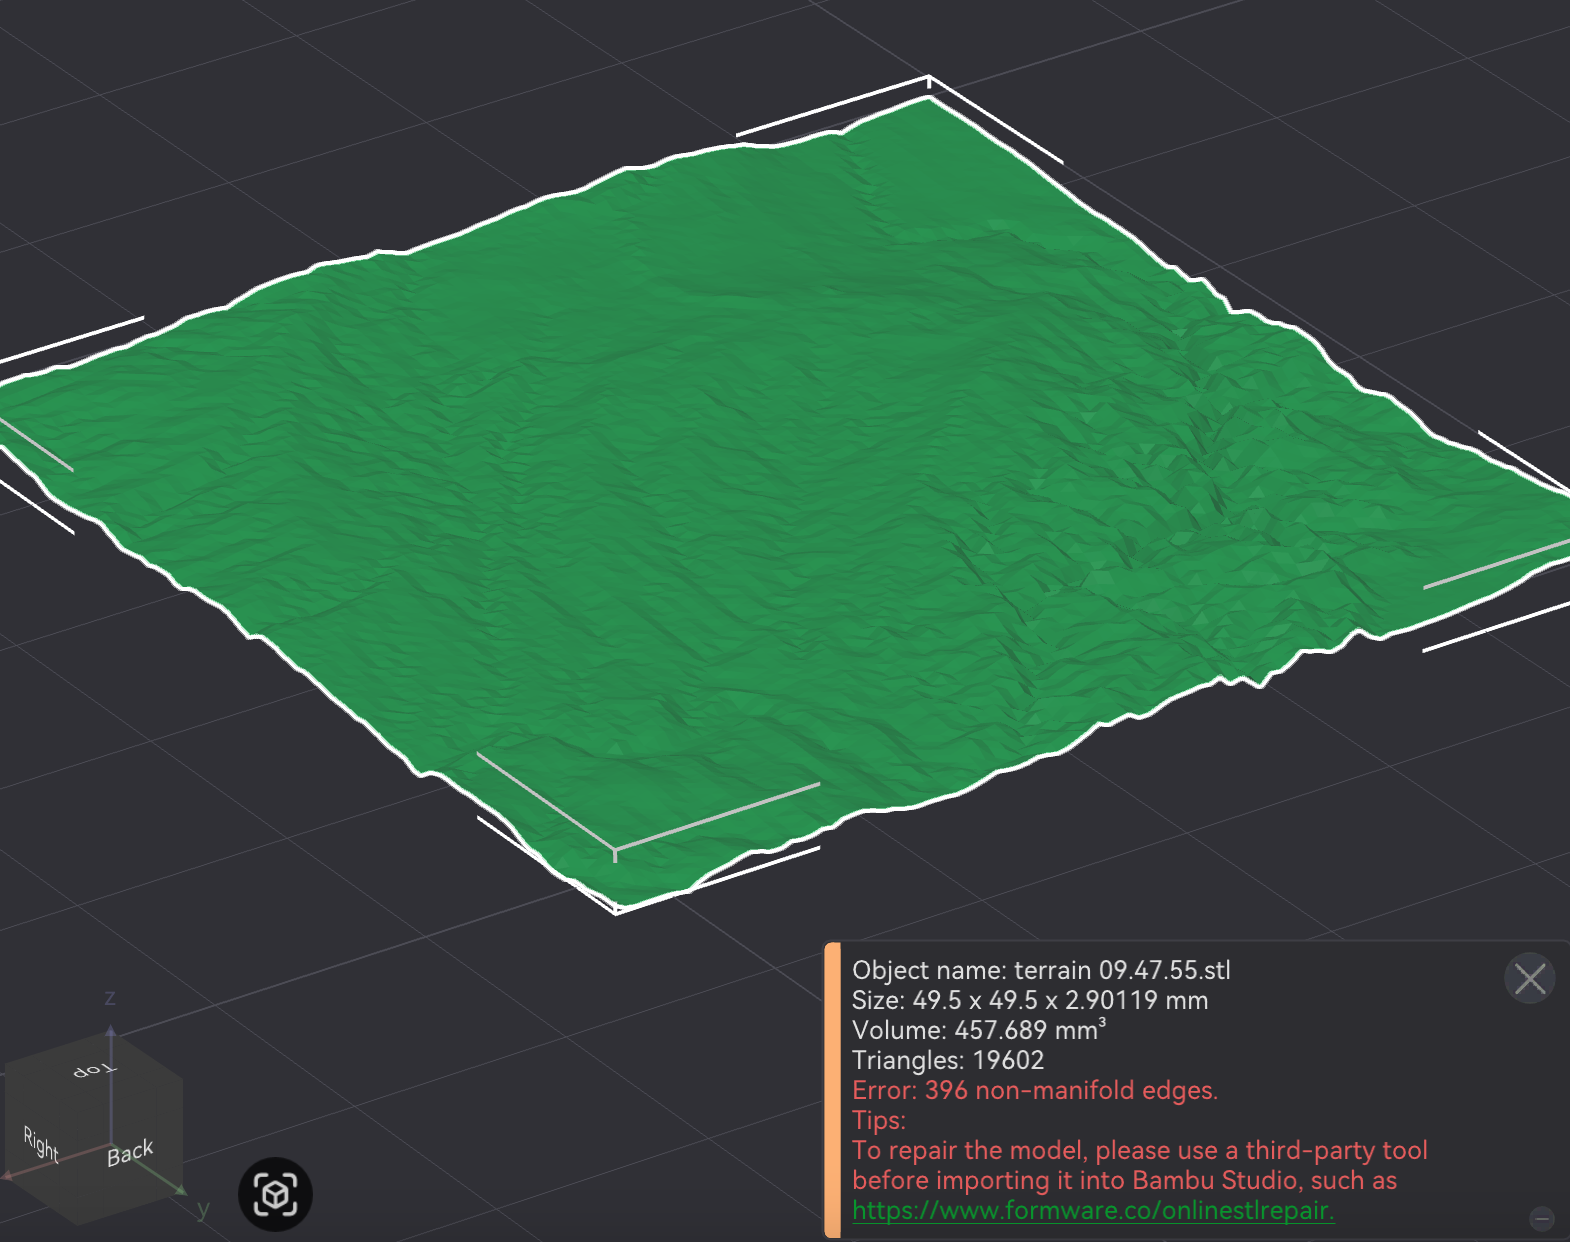 Object name: terrain 09.47.55.stl
Size: 49.5 x 49.5 x 2.90119 mm
Volume: 457.689 mm³
Triangles: 19602
Error: 396 non-manifold edges.
Tips:
To repair the model, please use a third-party tool
before importing it into Bambu Studio, such as
https://www.formware.co/onlinestlrepair.
z
Top
Right
Back
y